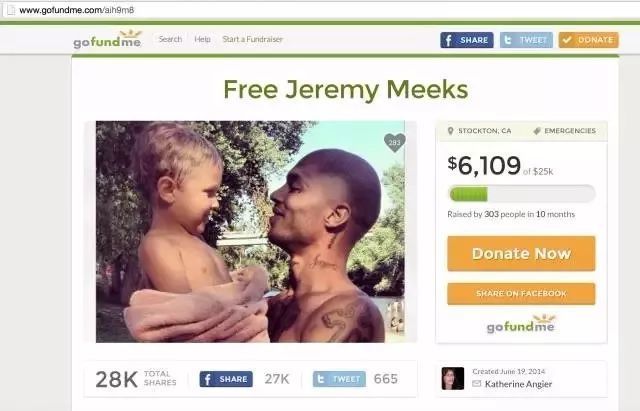 www.gofundme.com/aih9m8
gofundme Search Help Start a Fundraiser SHARE TWEET DONATE
Free Jeremy Meeks
283
STOCKTON, CA EMERGENCIES
$6,109 of $25k
Raised by 303 people in 10 months
Donate Now
SHARE ON FACEBOOK
gofundme
28K TOTAL SHARES SHARE 27K TWEET 665
Created June 19, 2014
Katherine Angier